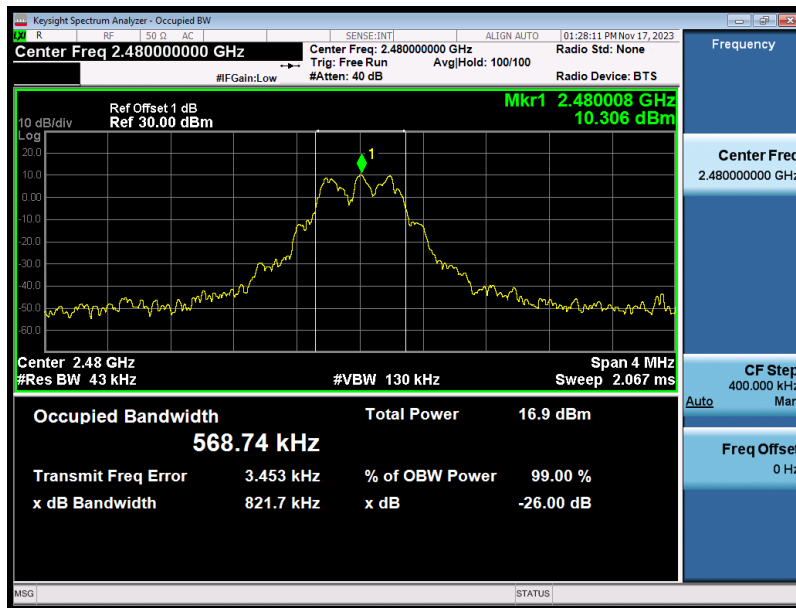 Keysight Spectrum Analyzer - Occupied BW
LXI R RF 50 Ω AC SENSE:INT ALIGN AUTO 01:28:11 PM Nov 17, 2023
Center Freq 2.480000000 GHz
Center Freq: 2.480000000 GHz Radio Std: None
Trig: Free Run Avg|Hold: 100/100
#IFGain:Low #Atten: 40 dB Radio Device: BTS
Frequency
Mkr1 2.480008 GHz
10.306 dBm
Ref Offset 1 dB
10 dB/div Ref 30.00 dBm
Log
20.0
10.0
0.00
-10.0
-20.0
-30.0
-40.0
-50.0
-60.0
1
Center 2.48 GHz Span 4 MHz
#Res BW 43 kHz #VBW 130 kHz Sweep 2.067 ms
Occupied Bandwidth Total Power 16.9 dBm
568.74 kHz
Transmit Freq Error 3.453 kHz % of OBW Power 99.00 %
x dB Bandwidth 821.7 kHz x dB -26.00 dB
Center Freq
2.480000000 GHz
CF Step
400.000 kHz
Auto Man
Freq Offset
0 Hz
MSG STATUS